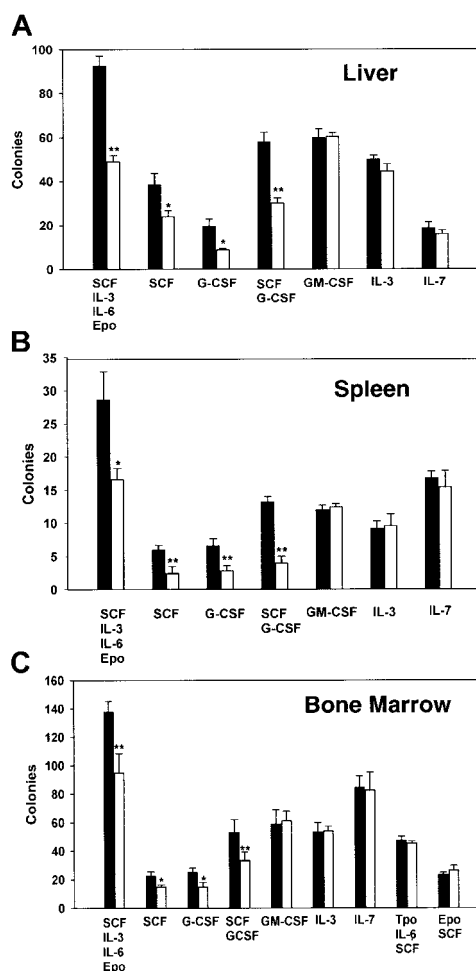 A
Liver
Colonies
100
80
60
40
20
0
**
*
*
**
SCF SCF G-CSF SCF GM-CSF IL-3 IL-7
IL-3 G-CSF
IL-6
Epo
B
Spleen
Colonies
35
30
25
20
15
10
5
0
*
**
**
**
SCF SCF G-CSF SCF GM-CSF IL-3 IL-7
IL-3 G-CSF
IL-6
Epo
C
Bone Marrow
Colonies
160
140
120
100
80
60
40
20
0
**
*
*
**
SCF SCF G-CSF SCF GM-CSF IL-3 IL-7 Tpo Epo
IL-3 GCSF IL-6 SCF
IL-6 SCF
Epo